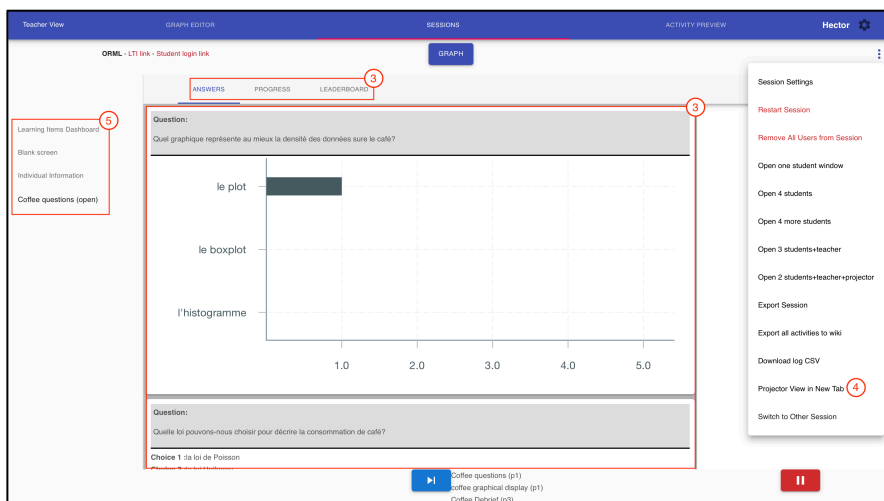 Teacher View GRAPH EDITOR SESSIONS ACTIVITY PREVIEW Hector
ORML - LTI link - Student login link GRAPH
ANSWERS PROGRESS LEADERBOARD 3
3
5
Learning Items Dashboard
Blank screen
Individual Information
Coffee questions (open)
Question:
Quel graphique représente au mieux la densité des données sure le café?
le plot
le boxplot
l'histogramme
1.0 2.0 3.0 4.0 5.0
Question:
Quelle loi pouvons-nous choisir pour décrire la consommation de café?
Choice 1 :la loi de Poisson
Session Settings
Restart Session
Remove All Users from Session
Open one student window
Open 4 students
Open 4 more students
Open 3 students+teacher
Open 2 students+teacher+projector
Export Session
Export all activities to wiki
Download log CSV
Projector View in New Tab 4
Switch to Other Session
Coffee questions (p1)
coffee graphical display (p1)
Coffee Debrief (p3)